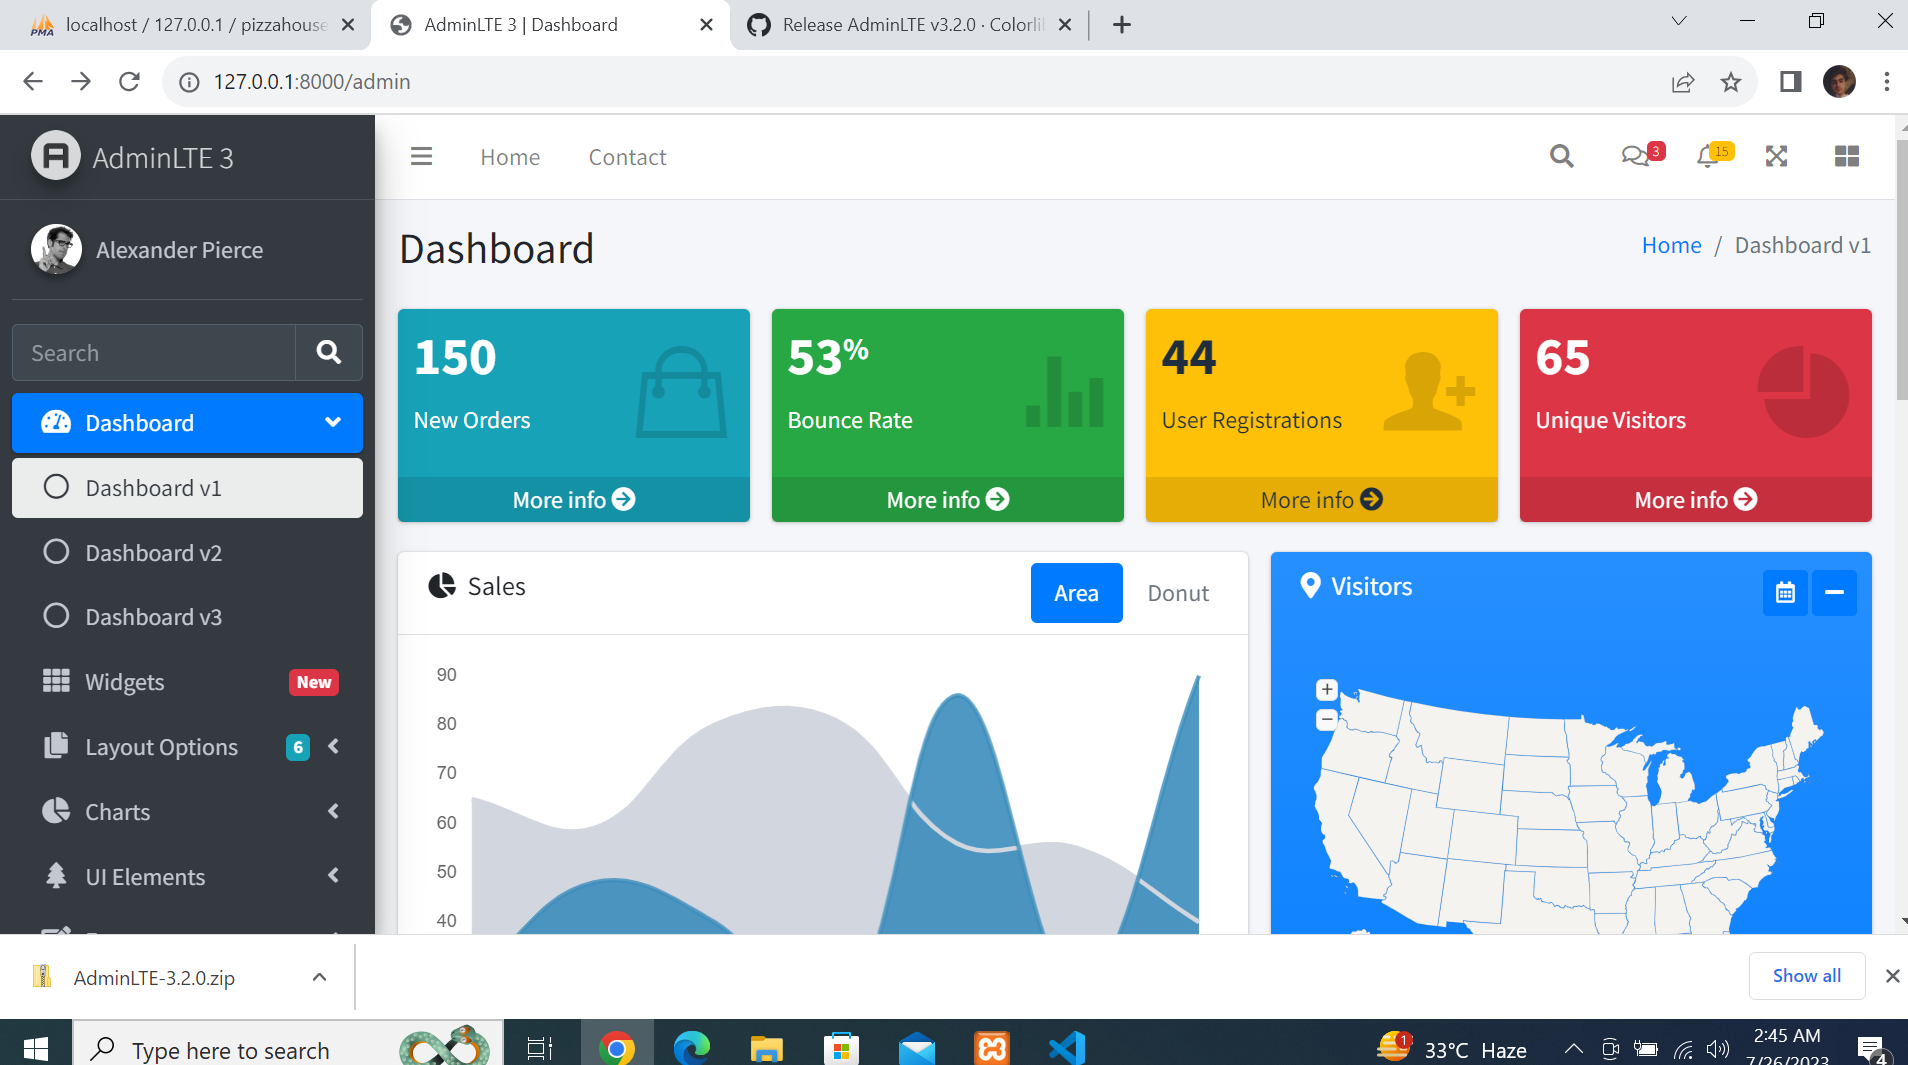 PMA localhost / 127.0.0.1 / pizzahouse
AdminLTE 3 | Dashboard
Release AdminLTE v3.2.0 · Colorli
127.0.0.1:8000/admin
AdminLTE 3
Home
Contact
3
15
Alexander Pierce
Dashboard
Home / Dashboard v1
Search
Dashboard
Dashboard v1
Dashboard v2
Dashboard v3
Widgets
New
Layout Options
6
Charts
UI Elements
150
New Orders
More info
53%
Bounce Rate
More info
44
User Registrations
More info
65
Unique Visitors
More info
Sales
Area
Donut
90
80
70
60
50
40
Visitors
+
−
AdminLTE-3.2.0.zip
Show all
Type here to search
1
33°C Haze
2:45 AM
7/26/2023
4